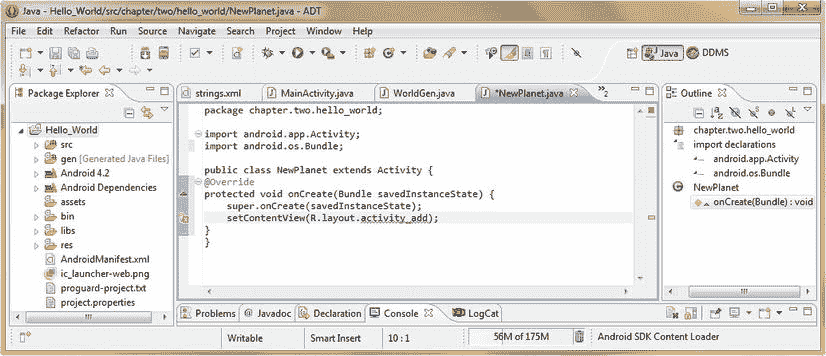 Java - Hello_World/src/chapter/two/hello_world/NewPlanet.java - ADT
File Edit Refactor Run Source Navigate Search Project Window Help
Java DDMS
Package Explorer
Hello_World
src
gen [Generated Java Files]
Android 4.2
Android Dependencies
assets
bin
libs
res
AndroidManifest.xml
ic_launcher-web.png
proguard-project.txt
project.properties
strings.xml MainActivity.java WorldGen.java *NewPlanet.java »2
package chapter.two.hello_world;
import android.app.Activity;
import android.os.Bundle;
public class NewPlanet extends Activity {
@Override
protected void onCreate(Bundle savedInstanceState) {
super.onCreate(savedInstanceState);
setContentView(R.layout.activity_add);
}
}
Outline
chapter.two.hello_world
import declarations
android.app.Activity
android.os.Bundle
NewPlanet
onCreate(Bundle) : void
Problems @ Javadoc Declaration Console LogCat
Writable Smart Insert 10 : 1 56M of 175M Android SDK Content Loader